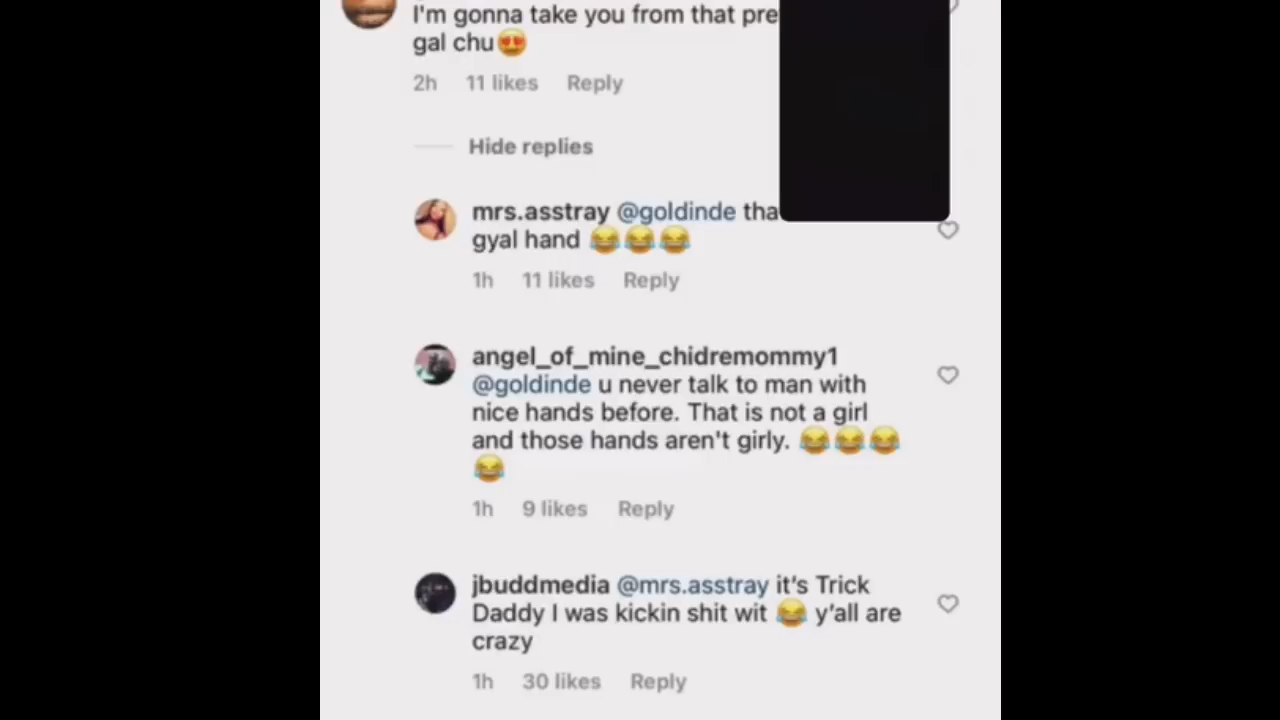 I'm gonna take you from that
gal chu😍
2h 11 likes Reply
Hide replies
mrs.asstray @goldinde
gyal hand 😂😂😂
1h 11 likes Reply
angel_of_mine_chidremommy1
@goldinde u never talk to man with
nice hands before. That is not a girl
and those hands aren't girly. 😂😂😂
😂
1h 9 likes Reply
jbuddmedia @mrs.asstray it's Trick
Daddy I was kickin shit wit 😂 y'all are
crazy
1h 30 likes Reply